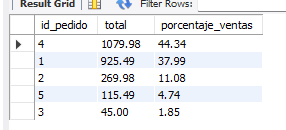 Result Grid Filter Rows:
id_pedido total porcentaje_ventas
4 1079.98 44.34
1 925.49 37.99
2 269.98 11.08
5 115.49 4.74
3 45.00 1.85